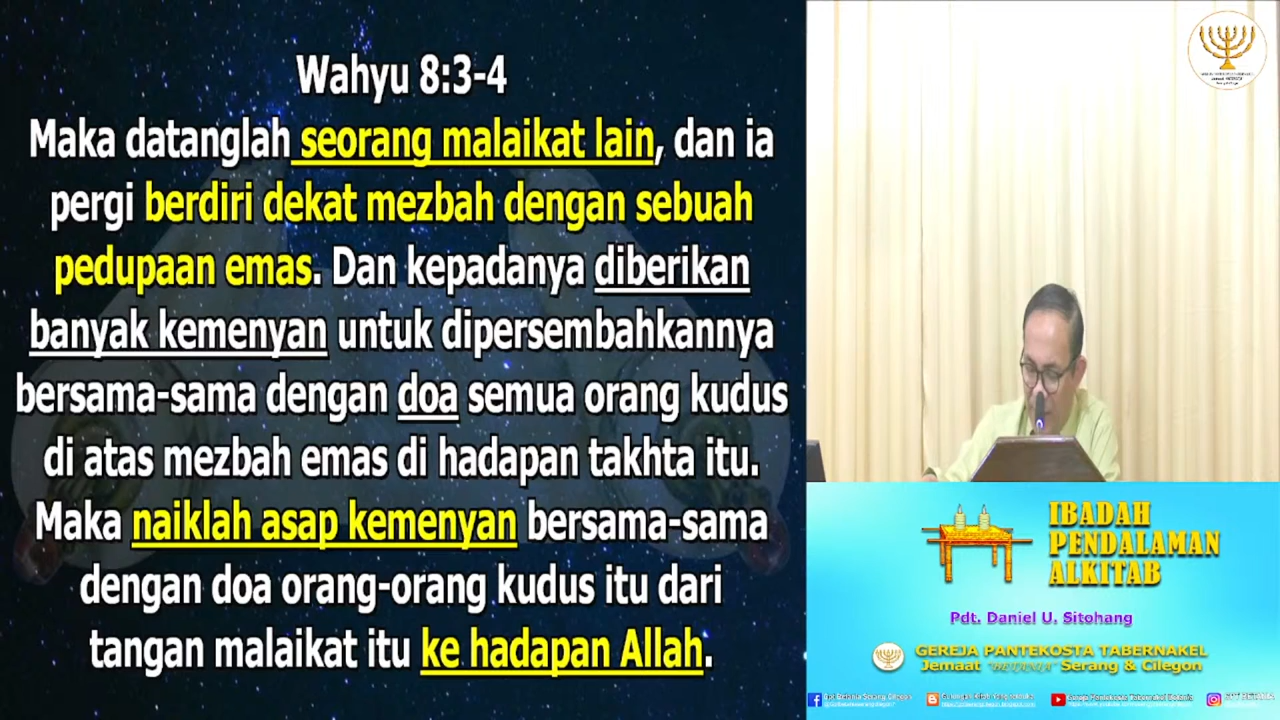 Wahyu 8:3-4
Maka datanglah seorang malaikat lain, dan ia
pergi berdiri dekat mezbah dengan sebuah
pedupaan emas. Dan kepadanya diberikan
banyak kemenyan untuk dipersembahkannya
bersama-sama dengan doa semua orang kudus
di atas mezbah emas di hadapan takhta itu.
Maka naiklah asap kemenyan bersama-sama
dengan doa orang-orang kudus itu dari
tangan malaikat itu ke hadapan Allah.
IBADAH
PENDALAMAN
ALKITAB
Pdt. Daniel U. Sitohang
GEREJA PANTEKOSTA TABERNAKEL
Jemaat "BETANIA" Serang & Cilegon